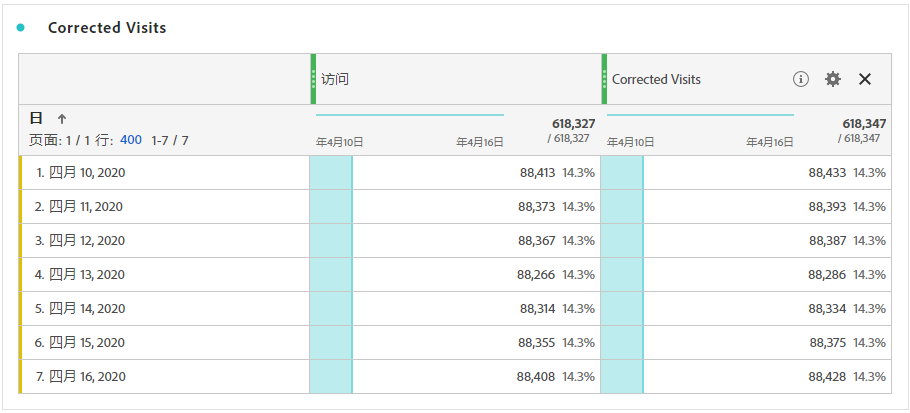 Corrected Visits
访问
Corrected Visits
日 ↑
页面: 1 / 1 行: 400 1-7 / 7
年4月10日 年4月16日 618,327 / 618,327
年4月10日 年4月16日 618,347 / 618,347
1. 四月 10, 2020 88,413 14.3% 88,433 14.3%
2. 四月 11, 2020 88,373 14.3% 88,393 14.3%
3. 四月 12, 2020 88,367 14.3% 88,387 14.3%
4. 四月 13, 2020 88,266 14.3% 88,286 14.3%
5. 四月 14, 2020 88,314 14.3% 88,334 14.3%
6. 四月 15, 2020 88,355 14.3% 88,375 14.3%
7. 四月 16, 2020 88,408 14.3% 88,428 14.3%